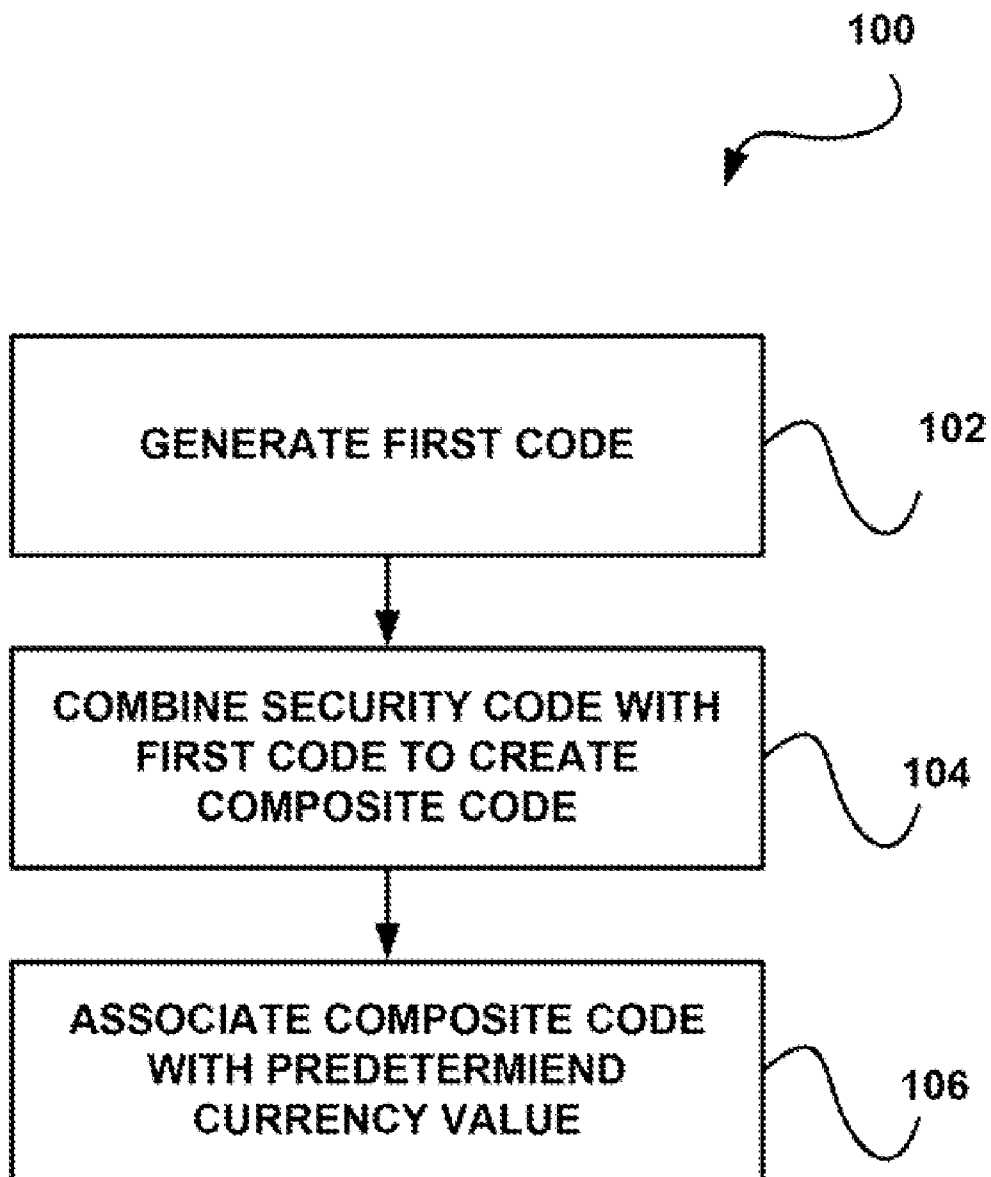 100
GENERATE FIRST CODE
102
COMBINE SECURITY CODE WITH
FIRST CODE TO CREATE
COMPOSITE CODE
104
ASSOCIATE COMPOSITE CODE
WITH PREDETERMIEND
CURRENCY VALUE
106